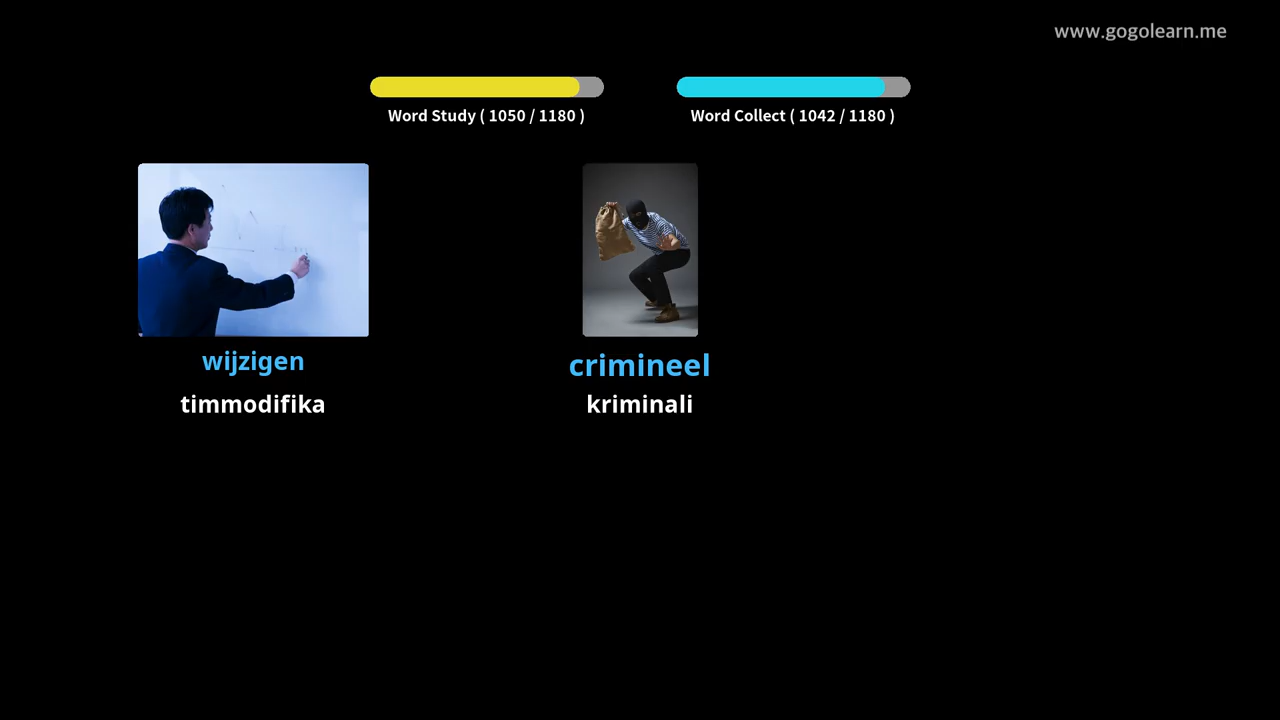 www.gogolearn.me
Word Study ( 1050 / 1180 )
Word Collect ( 1042 / 1180 )
wijzigen
timmodifika
crimineel
kriminali